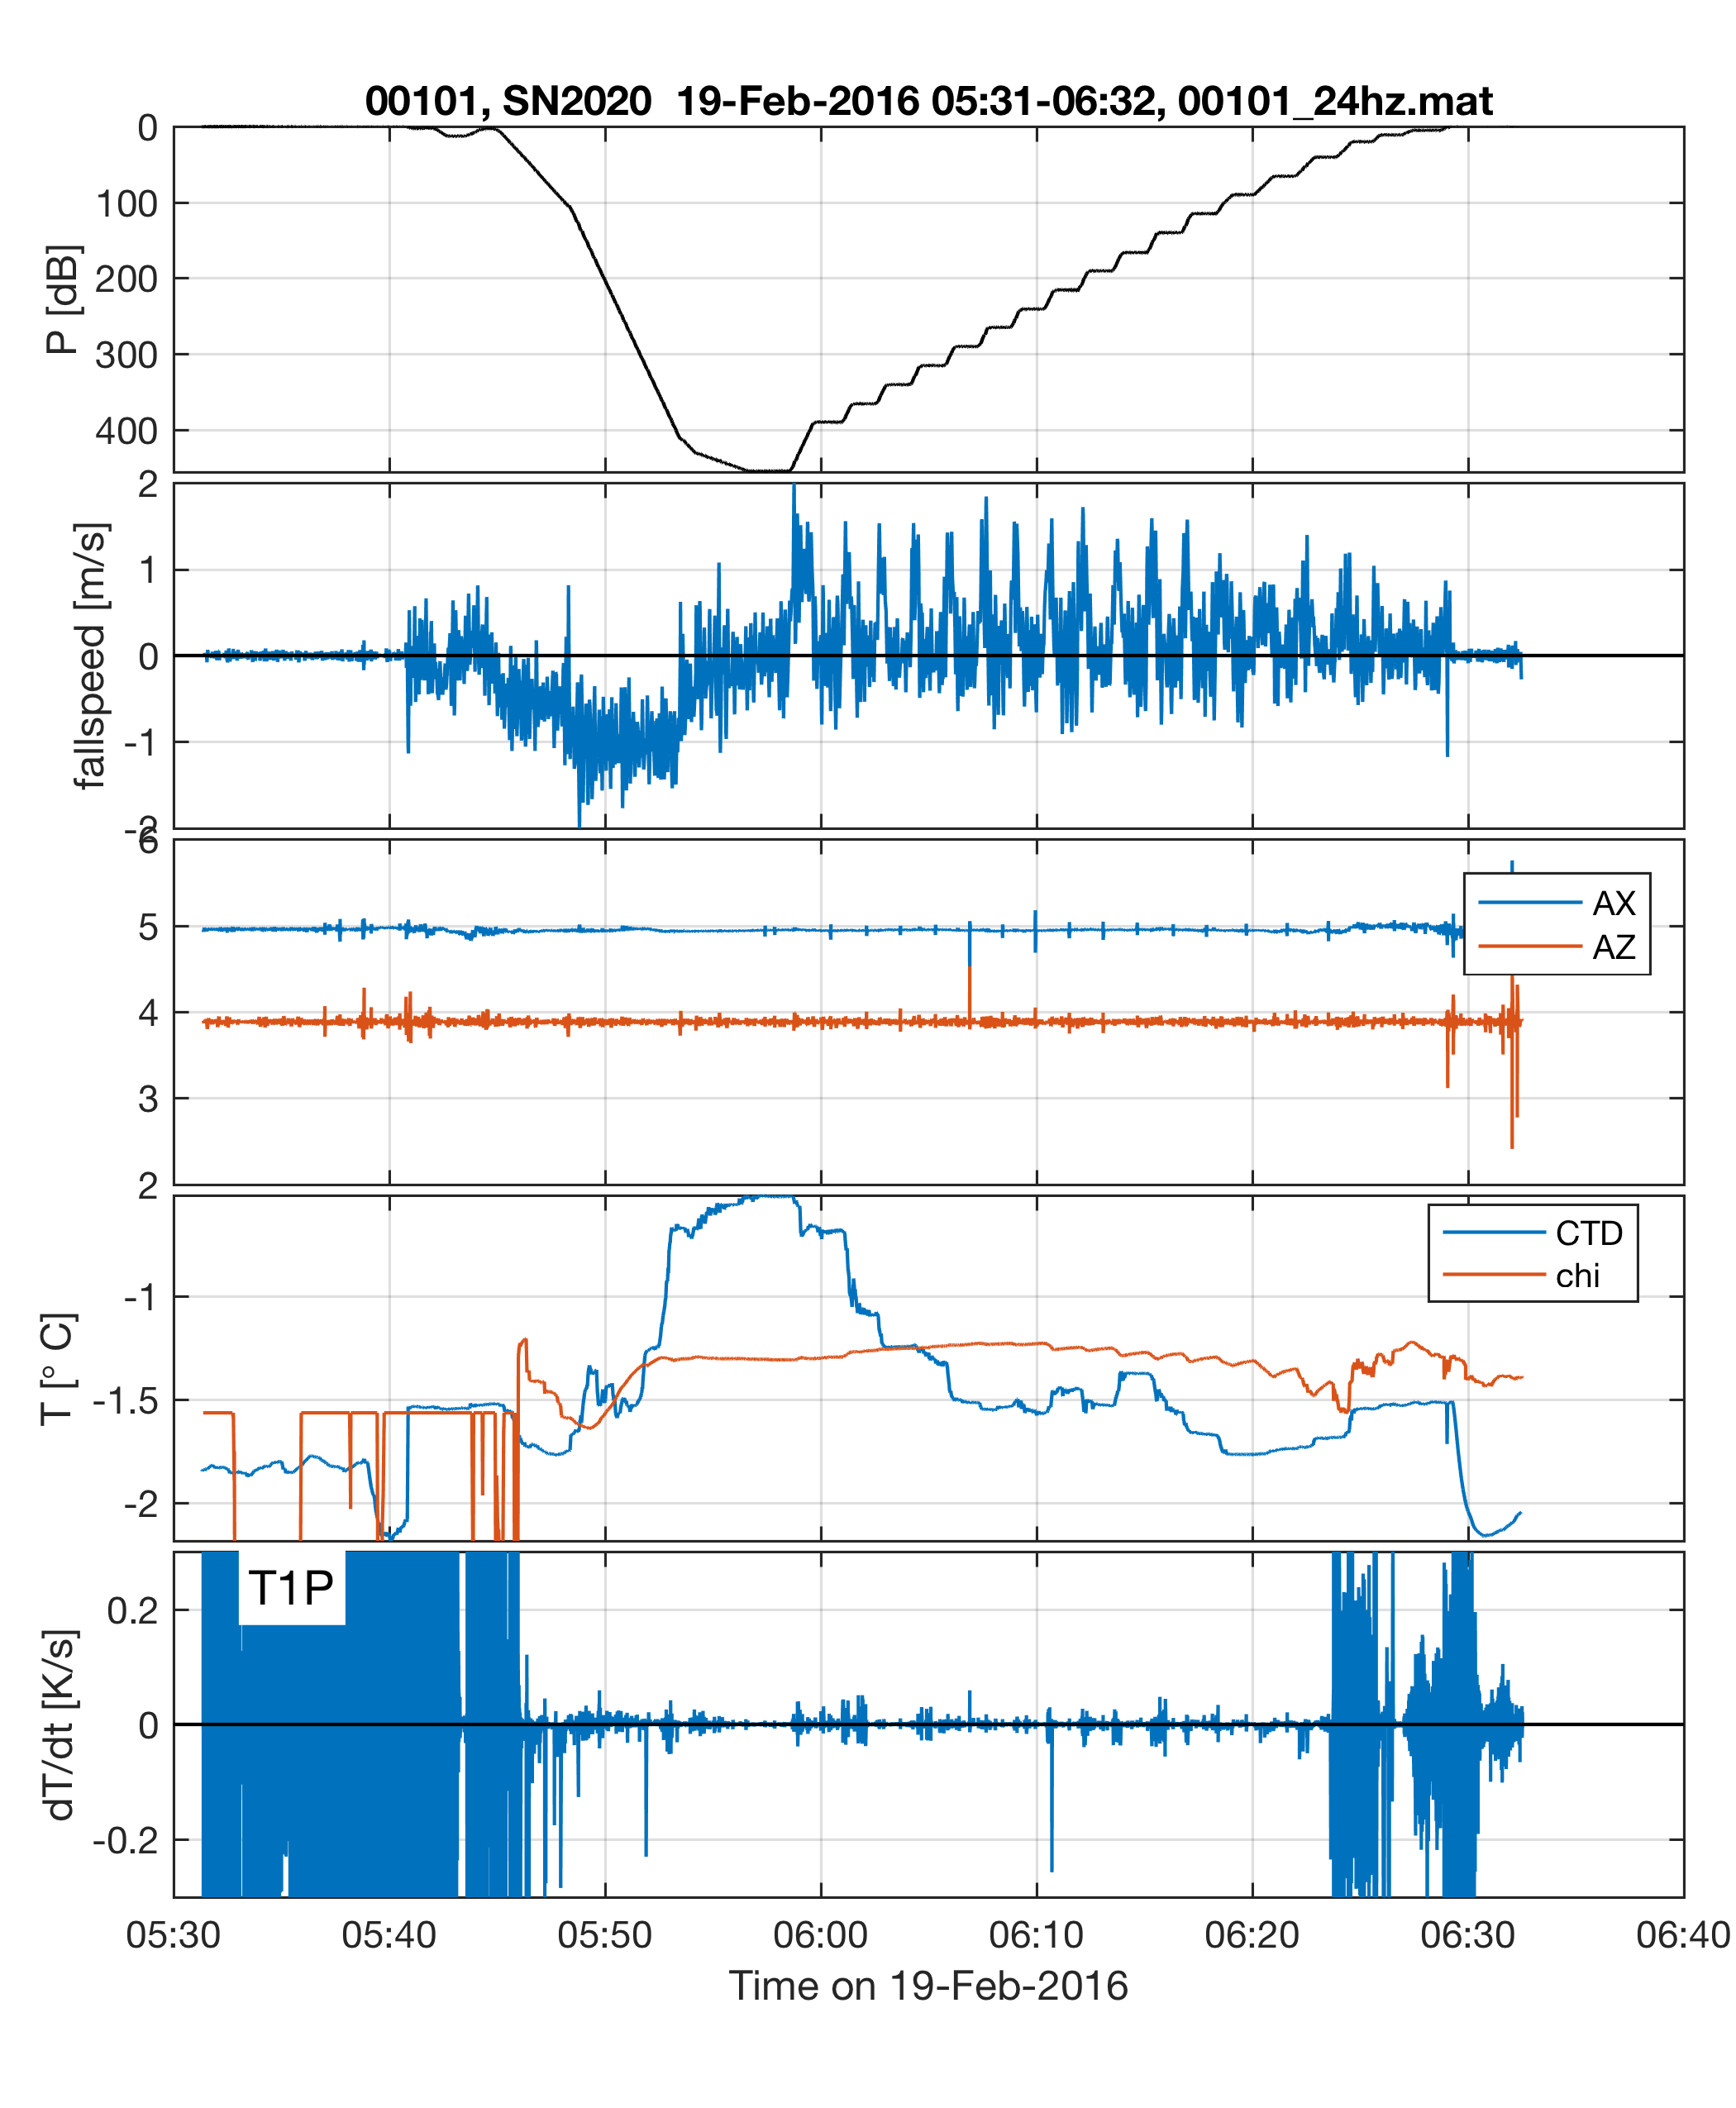 00101, SN2020  19-Feb-2016 05:31-06:32, 00101_24hz.mat
0
100
200
300
400
P [dB]
2
1
0
-1
-2
fallspeed [m/s]
6
5
4
3
2
AX
AZ
2
-1
-1.5
-2
T [° C]
CTD
chi
T1P
0.2
0
-0.2
dT/dt [K/s]
05:30 05:40 05:50 06:00 06:10 06:20 06:30 06:40
Time on 19-Feb-2016